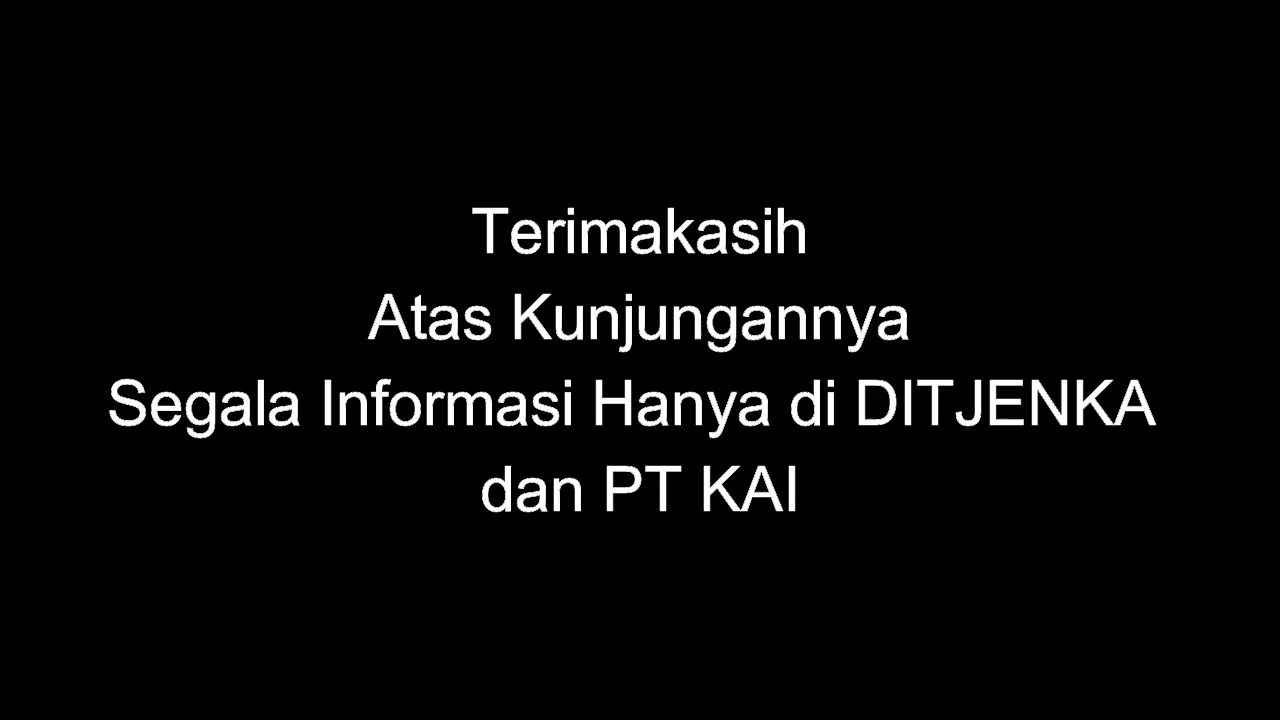 Terimakasih
Atas Kunjungannya
Segala Informasi Hanya di DITJENKA
dan PT KAI